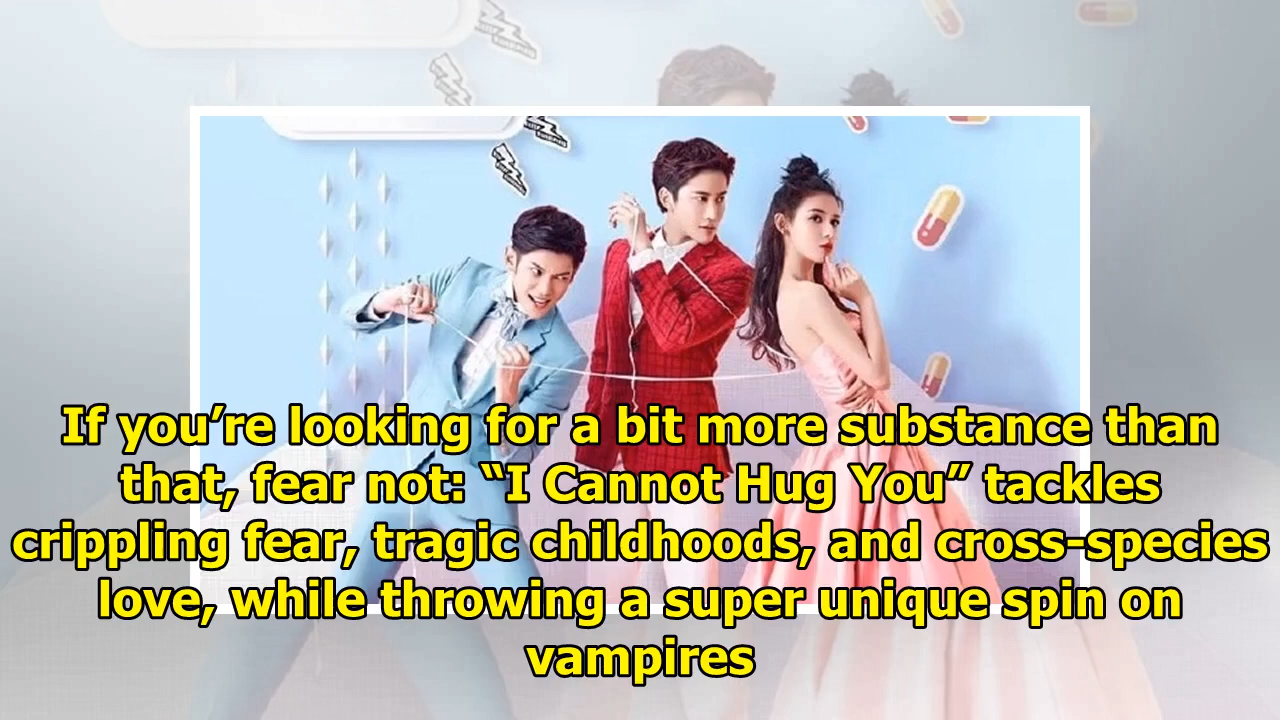 If you’re looking for a bit more substance than
that, fear not: “I Cannot Hug You” tackles
crippling fear, tragic childhoods, and cross-species
love, while throwing a super unique spin on
vampires